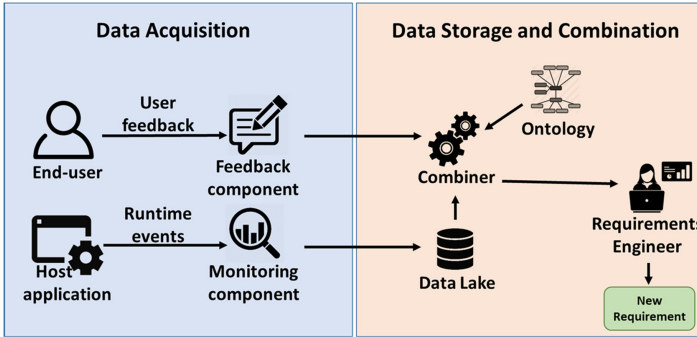 Data Acquisition
Data Storage and Combination
User
feedback
End-user
Feedback
component
Ontology
Combiner
Runtime
events
Host
application
Monitoring
component
Data Lake
Requirements
Engineer
New
Requirement